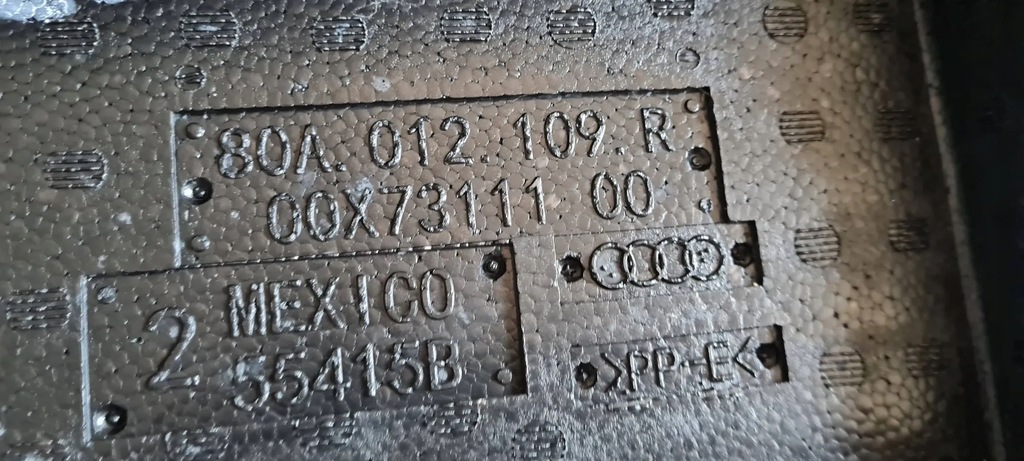 80A.012.109.R
00X73111 00
2
MEXICO
55415B
>PP-E<